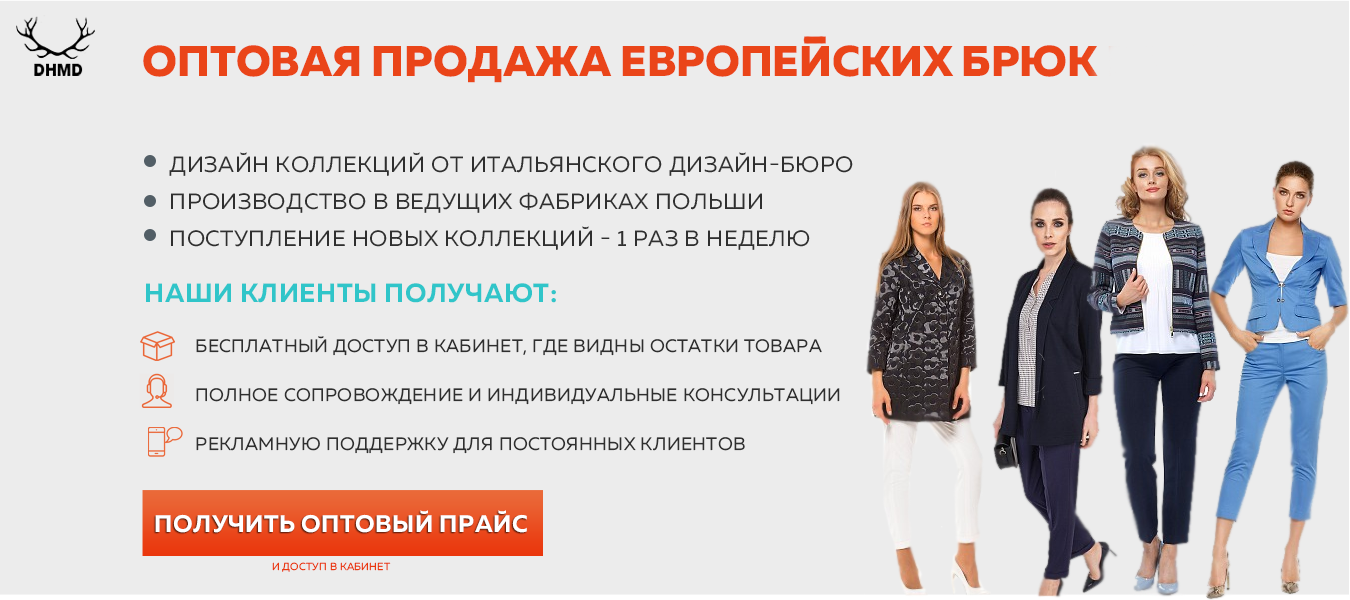 DHMD
ОПТОВАЯ ПРОДАЖА ЕВРОПЕЙСКИХ БРЮК
ДИЗАЙН КОЛЛЕКЦИЙ ОТ ИТАЛЬЯНСКОГО ДИЗАЙН-БЮРО
ПРОИЗВОДСТВО В ВЕДУЩИХ ФАБРИКАХ ПОЛЬШИ
ПОСТУПЛЕНИЕ НОВЫХ КОЛЛЕКЦИЙ - 1 РАЗ В НЕДЕЛЮ
НАШИ КЛИЕНТЫ ПОЛУЧАЮТ:
БЕСПЛАТНЫЙ ДОСТУП В КАБИНЕТ, ГДЕ ВИДНЫ ОСТАТКИ ТОВАРА
ПОЛНОЕ СОПРОВОЖДЕНИЕ И ИНДИВИДУАЛЬНЫЕ КОНСУЛЬТАЦИИ
РЕКЛАМНУЮ ПОДДЕРЖКУ ДЛЯ ПОСТОЯННЫХ КЛИЕНТОВ
ПОЛУЧИТЬ ОПТОВЫЙ ПРАЙС
И ДОСТУП В КАБИНЕТ